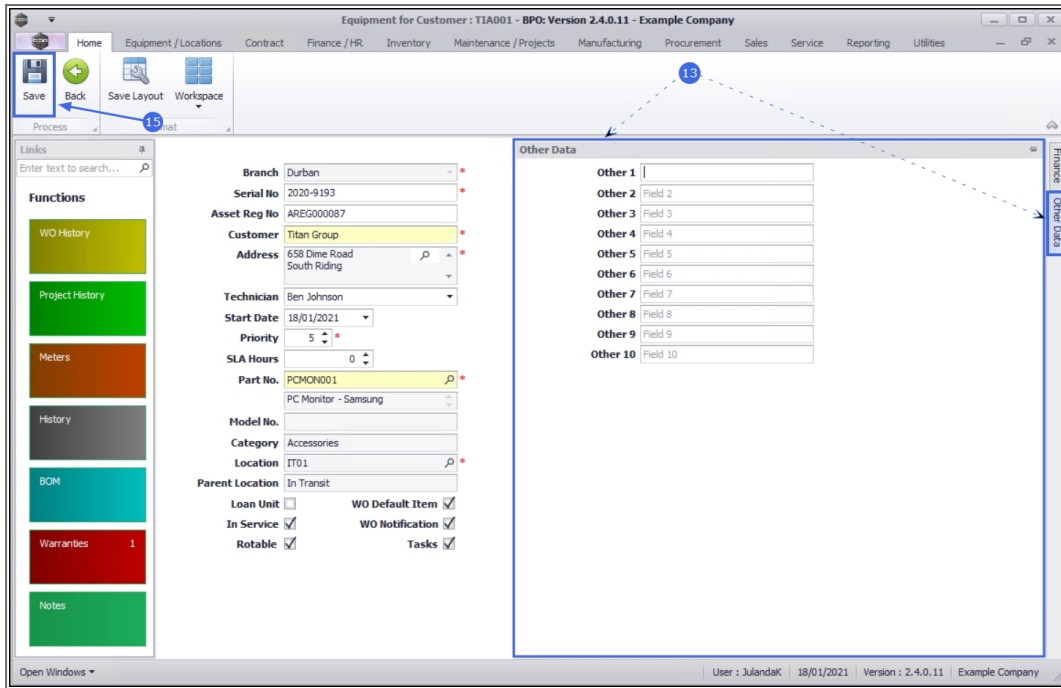 Equipment for Customer : TIA001 - BPO: Version 2.4.0.11 - Example Company
Home Equipment / Locations Contract Finance / HR Inventory Maintenance / Projects Manufacturing Procurement Sales Service Reporting Utilities
Save Back Save Layout Workspace
13
15
Process mat
Links
Enter text to search...
Functions
WO History
Project History
Meters
History
BOM
Warranties 1
Notes
Branch Durban *
Serial No 2020-9193 *
Asset Reg No AREG000087
Customer Titan Group *
Address 658 Dime Road *
South Riding
Technician Ben Johnson
Start Date 18/01/2021
Priority 5 *
SLA Hours 0
Part No. PCMON001 *
PC Monitor - Samsung
Model No.
Category Accessories
Location IT01 *
Parent Location In Transit
Loan Unit WO Default Item
In Service WO Notification
Rotable Tasks
Other Data
Other 1
Other 2 Field 2
Other 3 Field 3
Other 4 Field 4
Other 5 Field 5
Other 6 Field 6
Other 7 Field 7
Other 8 Field 8
Other 9 Field 9
Other 10 Field 10
Finance
Other Data
Open Windows User : JulandaK 18/01/2021 Version : 2.4.0.11 Example Company